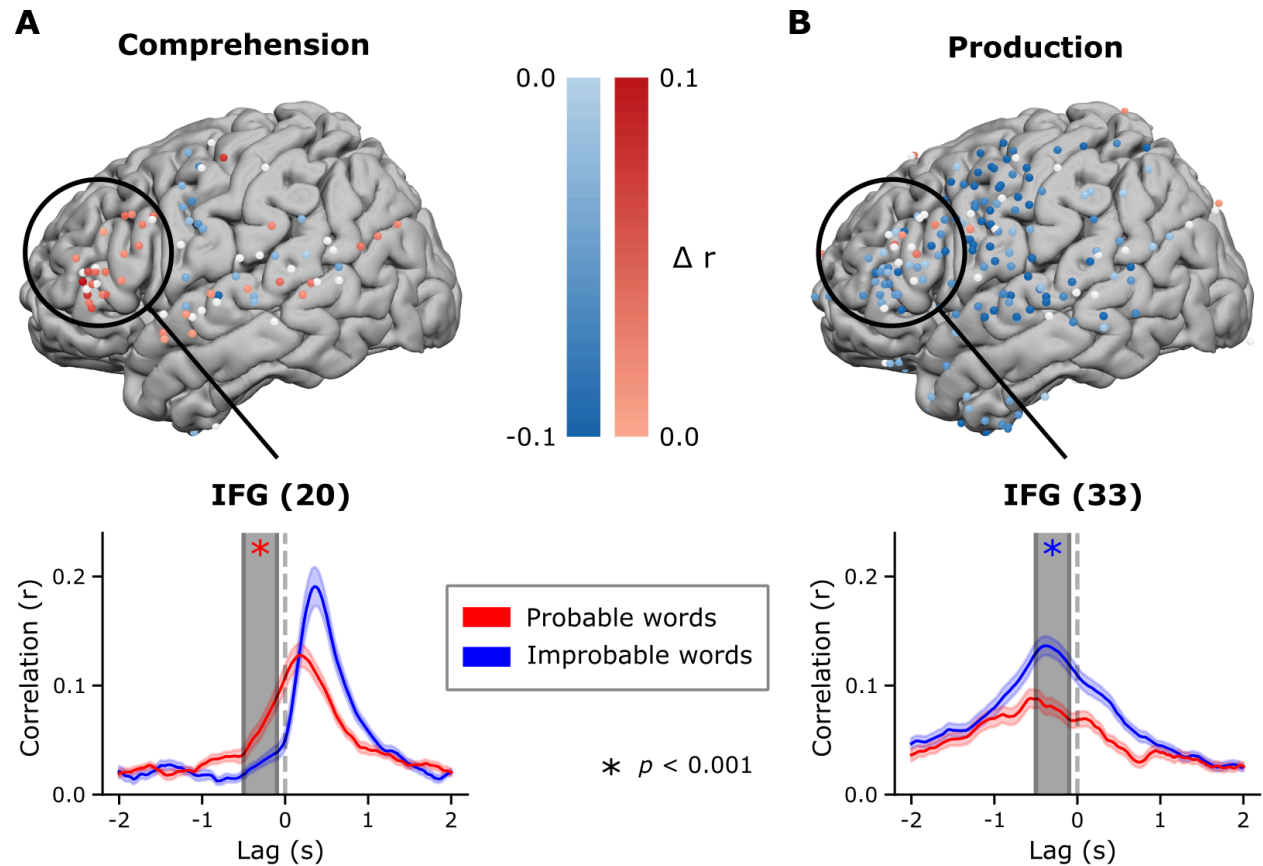 A
Comprehension
B
Production
0.0
0.1
Δ r
-0.1
0.0
IFG (20)
IFG (33)
Correlation (r)
0.2
0.1
0.0
*
-2
-1
0
1
2
Lag (s)
Probable words
Improbable words
* p < 0.001
Correlation (r)
0.2
0.1
0.0
*
-2
-1
0
1
2
Lag (s)